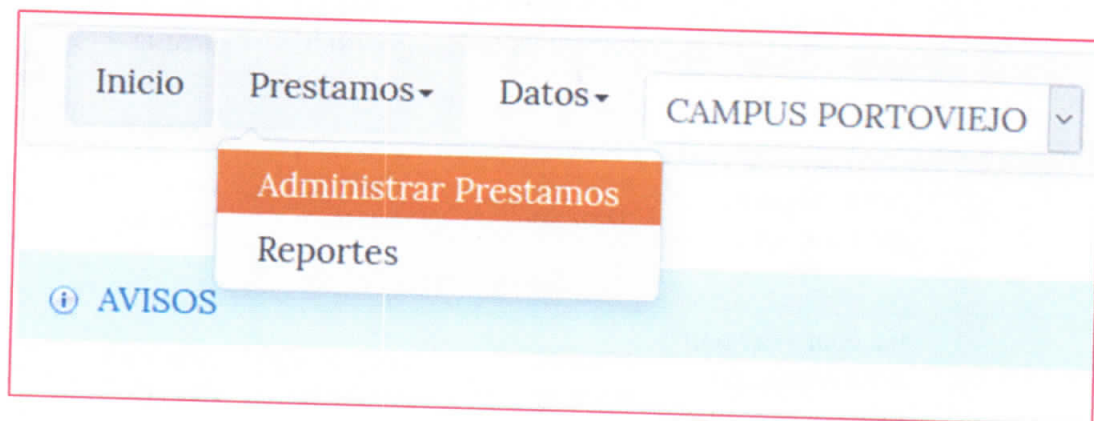 Inicio Prestamos Datos CAMPUS PORTOVIEJO
Administrar Prestamos
Reportes
AVISOS